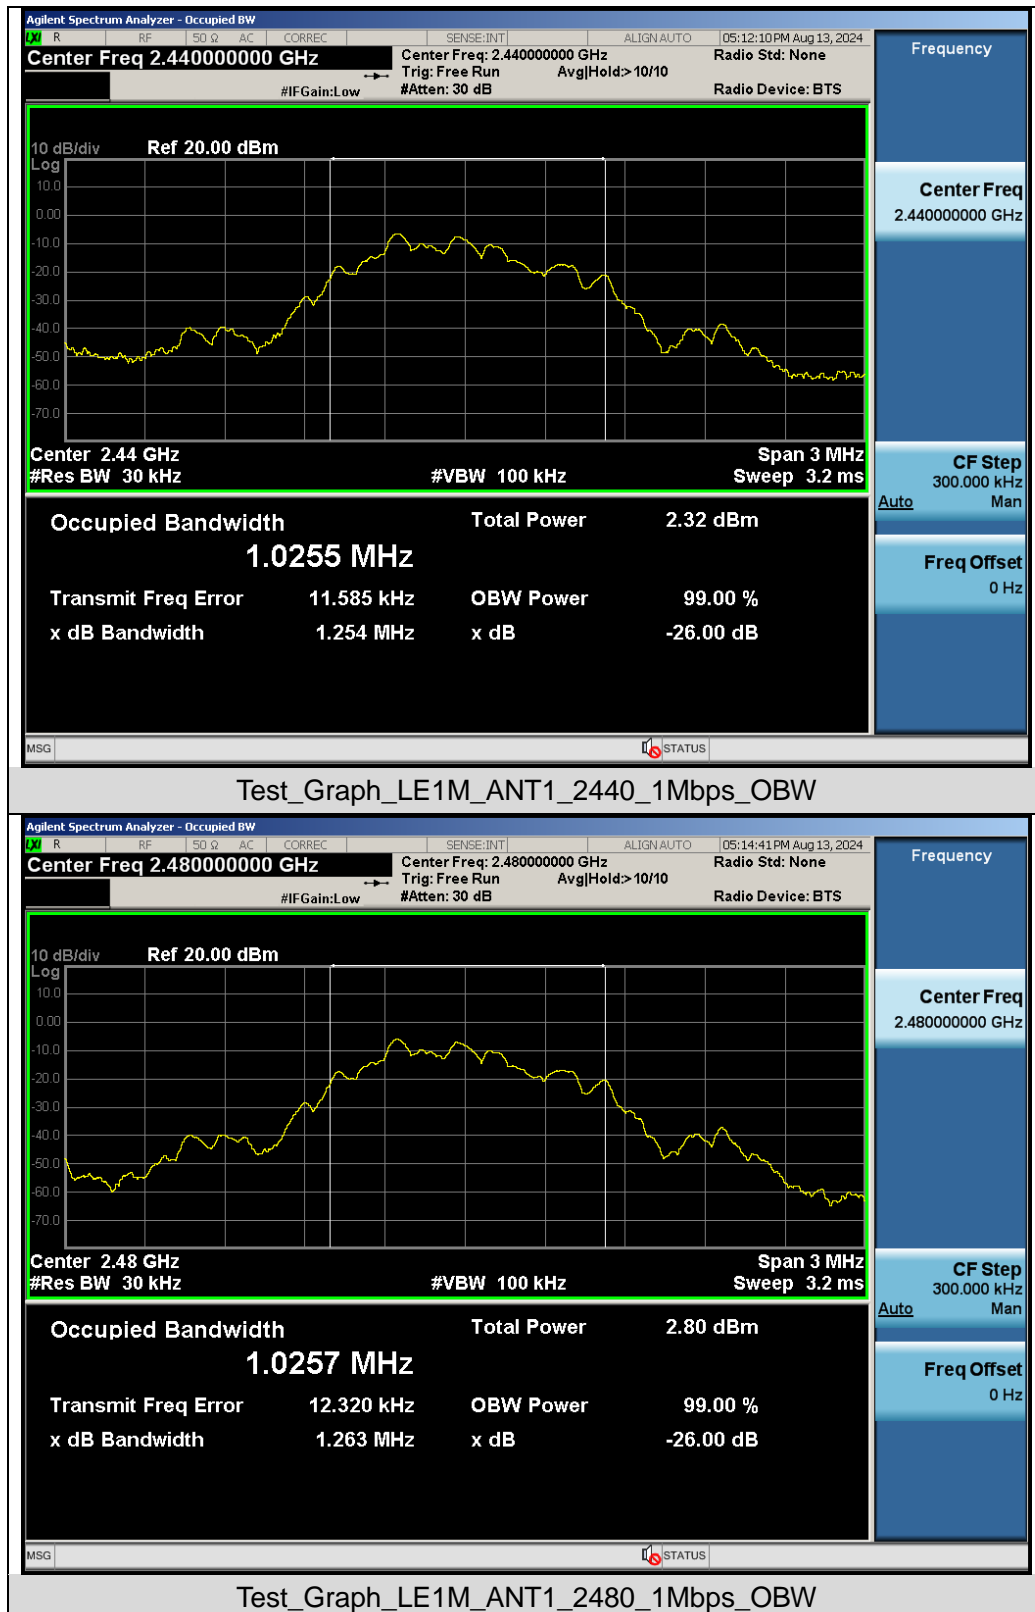 Agilent Spectrum Analyzer - Occupied BW
LXI R RF 50 Ω AC CORREC SENSE:INT ALIGN AUTO 05:12:10 PM Aug 13, 2024
Center Freq 2.440000000 GHz
Center Freq: 2.440000000 GHz Radio Std: None
Trig: Free Run Avg|Hold:>10/10
#IFGain:Low #Atten: 30 dB Radio Device: BTS
Frequency
10 dB/div Ref 20.00 dBm
Log
10.0
0.00
-10.0
-20.0
-30.0
-40.0
-50.0
-60.0
-70.0
Center 2.44 GHz Span 3 MHz
#Res BW 30 kHz #VBW 100 kHz Sweep 3.2 ms
Center Freq
2.440000000 GHz
CF Step
300.000 kHz
Auto Man
Freq Offset
0 Hz
Occupied Bandwidth Total Power 2.32 dBm
1.0255 MHz
Transmit Freq Error 11.585 kHz OBW Power 99.00 %
x dB Bandwidth 1.254 MHz x dB -26.00 dB
MSG STATUS
Test_Graph_LE1M_ANT1_2440_1Mbps_OBW
Agilent Spectrum Analyzer - Occupied BW
LXI R RF 50 Ω AC CORREC SENSE:INT ALIGN AUTO 05:14:41 PM Aug 13, 2024
Center Freq 2.480000000 GHz
Center Freq: 2.480000000 GHz Radio Std: None
Trig: Free Run Avg|Hold:>10/10
#IFGain:Low #Atten: 30 dB Radio Device: BTS
Frequency
10 dB/div Ref 20.00 dBm
Log
10.0
0.00
-10.0
-20.0
-30.0
-40.0
-50.0
-60.0
-70.0
Center 2.48 GHz Span 3 MHz
#Res BW 30 kHz #VBW 100 kHz Sweep 3.2 ms
Center Freq
2.480000000 GHz
CF Step
300.000 kHz
Auto Man
Freq Offset
0 Hz
Occupied Bandwidth Total Power 2.80 dBm
1.0257 MHz
Transmit Freq Error 12.320 kHz OBW Power 99.00 %
x dB Bandwidth 1.263 MHz x dB -26.00 dB
MSG STATUS
Test_Graph_LE1M_ANT1_2480_1Mbps_OBW